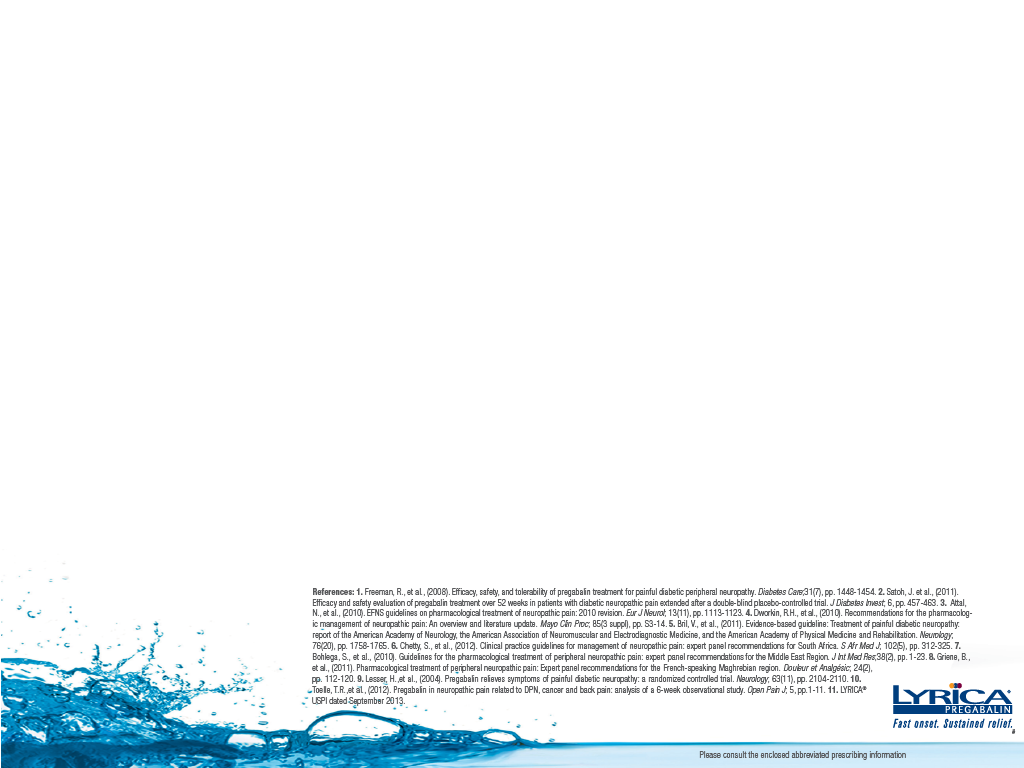 References: 1. Freeman, R., et al., (2008). Efficacy, safety, and tolerability of pregabalin treatment for painful diabetic peripheral neuropathy. Diabetes Care;31(7), pp. 1448-1454. 2. Satoh, J. et al., (2011).
Efficacy and safety evaluation of pregabalin treatment over 52 weeks in patients with diabetic neuropathic pain extended after a double-blind placebo-controlled trial. J Diabetes Invest; 6, pp. 457-463. 3. Attal,
N., et al., (2010). EFNS guidelines on pharmacological treatment of neuropathic pain: 2010 revision. Eur J Neurol; 13(11), pp. 1113-1123. 4. Dworkin, R.H., et al., (2010). Recommendations for the pharmacolog-
ic management of neuropathic pain: An overview and literature update. Mayo Clin Proc; 85(3 suppl), pp. S3-14. 5. Bril, V., et al., (2011). Evidence-based guideline: Treatment of painful diabetic neuropathy:
report of the American Academy of Neurology, the American Association of Neuromuscular and Electrodiagnostic Medicine, and the American Academy of Physical Medicine and Rehabilitation. Neurology;
76(20), pp. 1758-1765. 6. Chetty, S., et al., (2012). Clinical practice guidelines for management of neuropathic pain: expert panel recommendations for South Africa. S Afr Med J; 102(5), pp. 312-325. 7.
Bohlega, S., et al., (2010). Guidelines for the pharmacological treatment of peripheral neuropathic pain: expert panel recommendations for the Middle East Region. J Int Med Res;38(2), pp. 1-23. 8. Griene, B.,
et al., (2011). Pharmacological treatment of peripheral neuropathic pain: Expert panel recommendations for the French-speaking Maghrebian region. Douleur et Analgésic; 24(2),
pp. 112-120. 9. Lesser, H. ,et al., (2004). Pregabalin relieves symptoms of painful diabetic neuropathy: a randomized controlled trial. Neurology; 63(11), pp. 2104-2110. 10.
Toelle, T.R.,et al., (2012). Pregabalin in neuropathic pain related to DPN, cancer and back pain: analysis of a 6-week observational study. Open Pain J; 5, pp.1-11. 11. LYRICA®
USPI dated September 2013.
LYRICA®
PREGABALIN
Fast onset. Sustained relief.
Please consult the enclosed abbreviated prescribing information